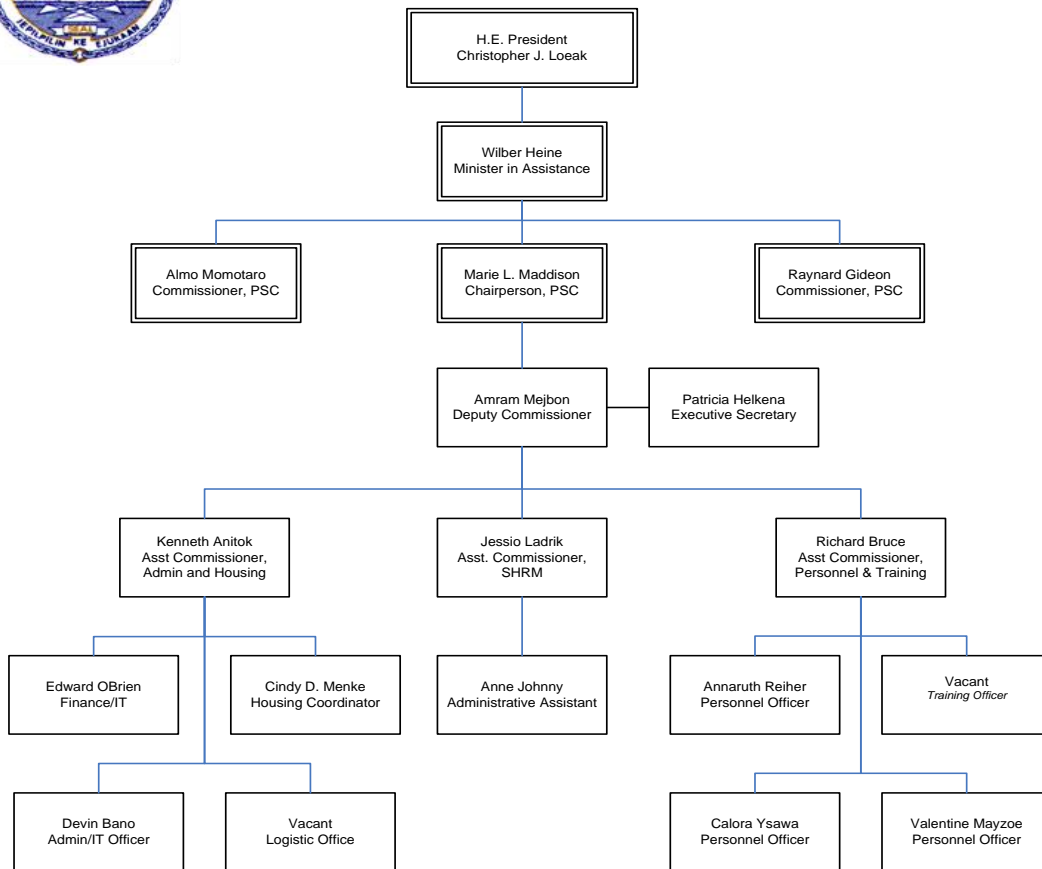 SEAL
JEPILPILIN KE EJUKAAN
H.E. President
Christopher J. Loeak
Wilber Heine
Minister in Assistance
Almo Momotaro
Commissioner, PSC
Marie L. Maddison
Chairperson, PSC
Raynard Gideon
Commissioner, PSC
Amram Mejbon
Deputy Commissioner
Patricia Helkena
Executive Secretary
Kenneth Anitok
Asst Commissioner,
Admin and Housing
Jessio Ladrik
Asst. Commissioner,
SHRM
Richard Bruce
Asst Commissioner,
Personnel & Training
Edward OBrien
Finance/IT
Cindy D. Menke
Housing Coordinator
Anne Johnny
Administrative Assistant
Annaruth Reiher
Personnel Officer
Vacant
Training Officer
Devin Bano
Admin/IT Officer
Vacant
Logistic Office
Calora Ysawa
Personnel Officer
Valentine Mayzoe
Personnel Officer